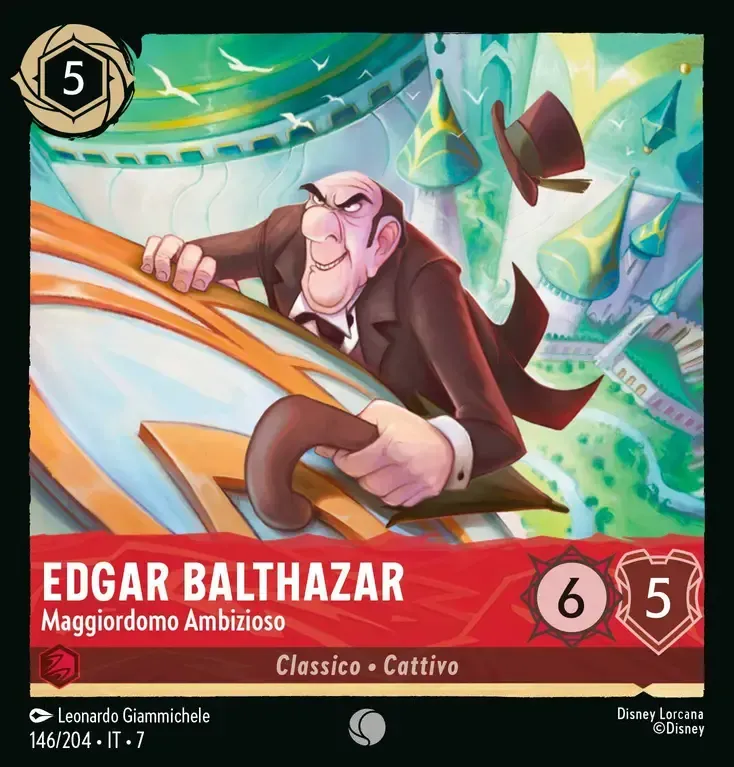 5
EDGAR BALTHAZAR
Maggiordomo Ambizioso
6
5
Classico • Cattivo
Leonardo Giammichele
146/204 • IT • 7
Disney Lorcana
©Disney